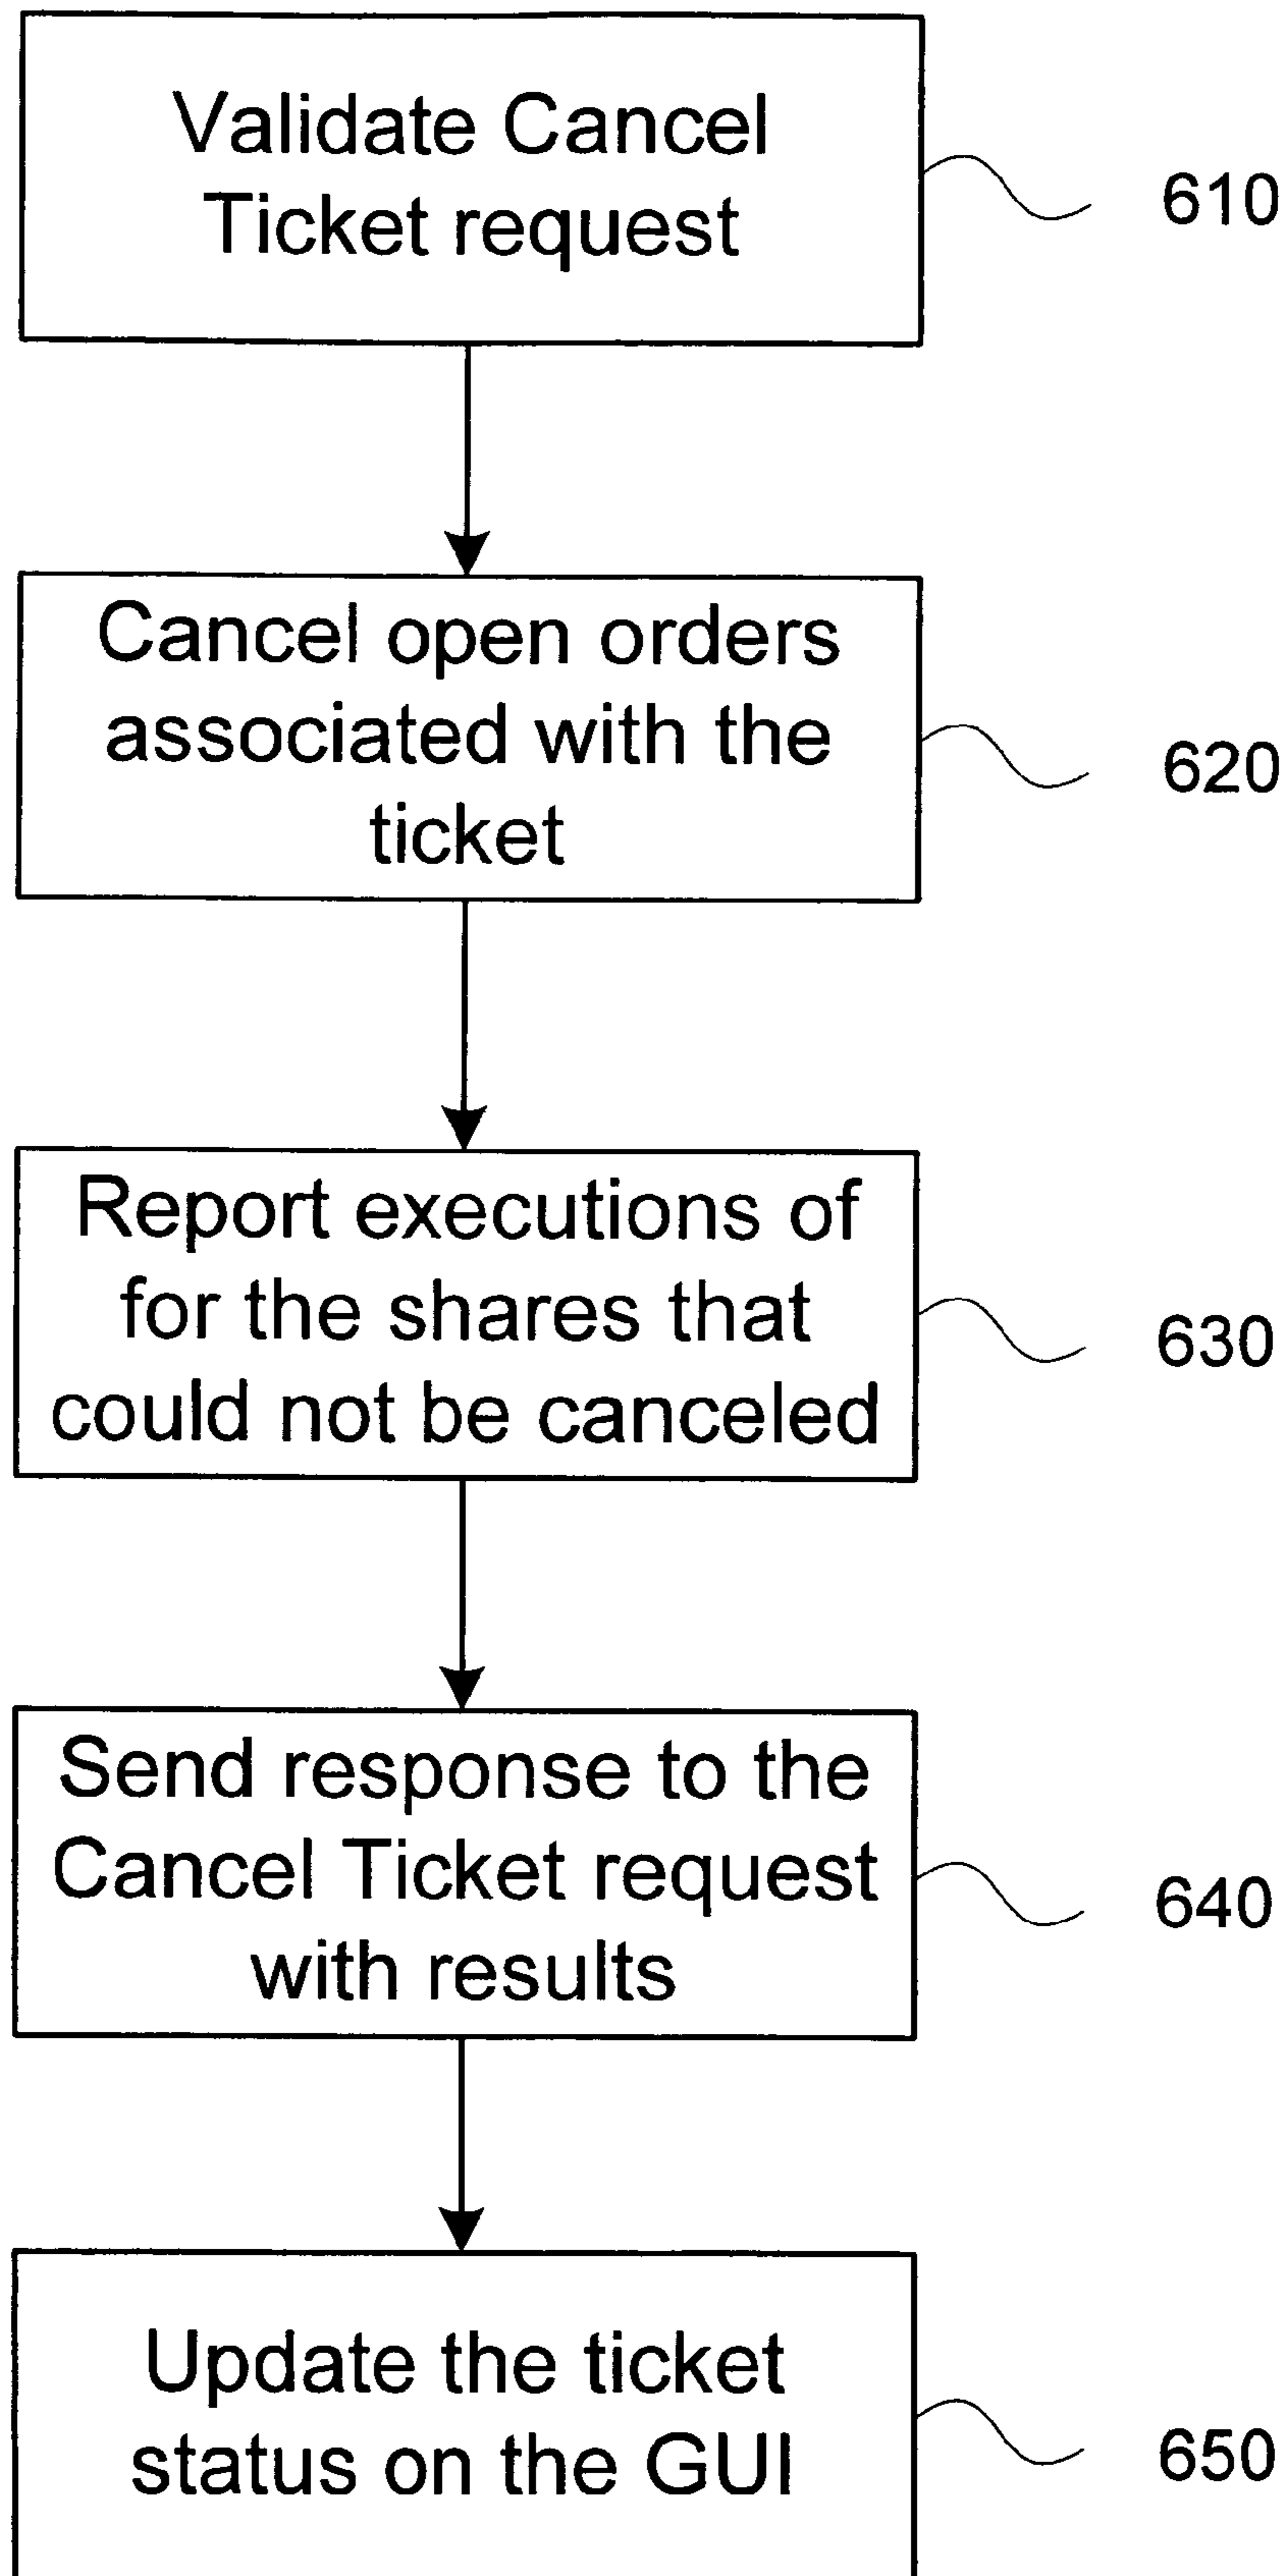 Validate Cancel
Ticket request
610
Cancel open orders
associated with the
ticket
620
Report executions of
for the shares that
could not be canceled
630
Send response to the
Cancel Ticket request
with results
640
Update the ticket
status on the GUI
650